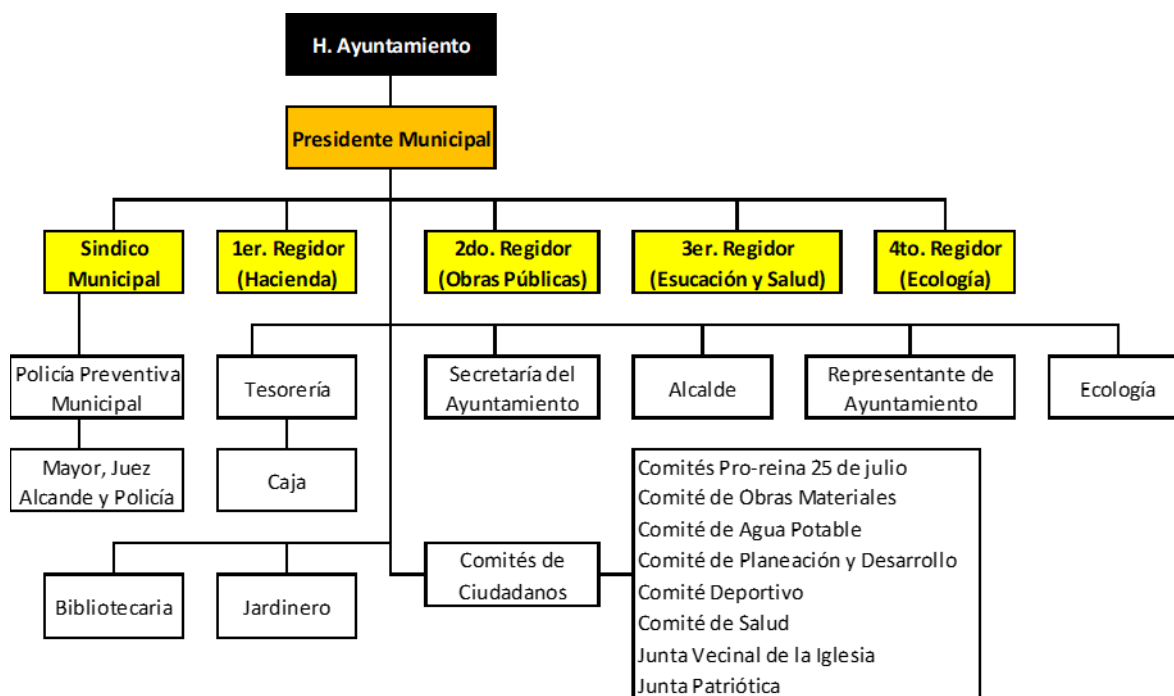 H. Ayuntamiento
Presidente Municipal
Sindico
Municipal
1er. Regidor
(Hacienda)
2do. Regidor
(Obras Públicas)
3er. Regidor
(Esucación y Salud)
4to. Regidor
(Ecología)
Policía Preventiva
Municipal
Tesorería
Secretaría del
Ayuntamiento
Alcalde
Representante de
Ayuntamiento
Ecología
Mayor, Juez
Alcande y Policía
Caja
Bibliotecaria
Jardinero
Comités de
Ciudadanos
Comités Pro-reina 25 de julio
Comité de Obras Materiales
Comité de Agua Potable
Comité de Planeación y Desarrollo
Comité Deportivo
Comité de Salud
Junta Vecinal de la Iglesia
Junta Patriótica